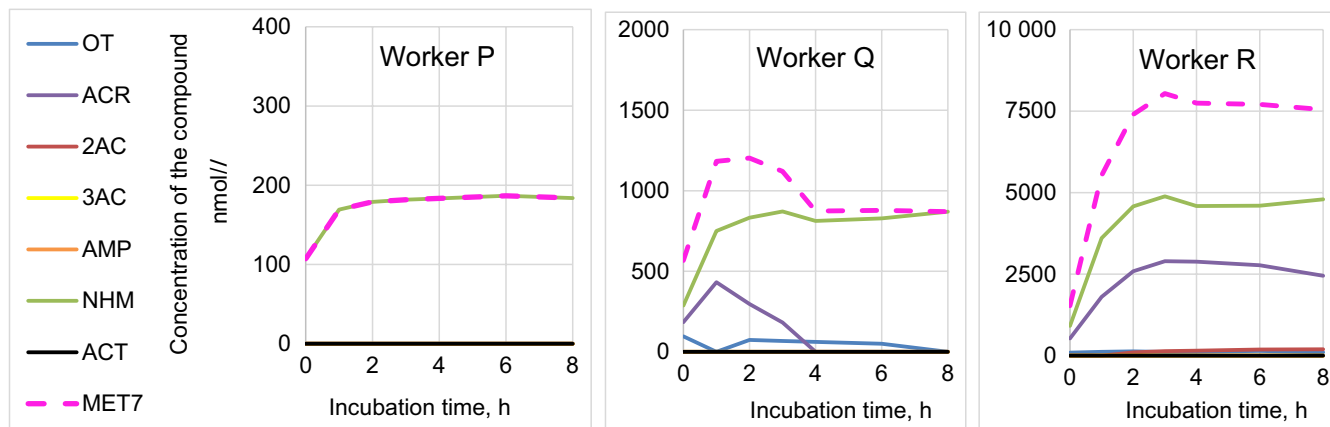 OT
ACR
2AC
3AC
AMP
NHM
ACT
MET7
Concentration of the compound
nmol//
400
300
200
100
0
Worker P
0 2 4 6 8
Incubation time, h
2000
1500
1000
500
0
Worker Q
0 2 4 6 8
Incubation time, h
10 000
7500
5000
2500
0
Worker R
0 2 4 6 8
Incubation time, h